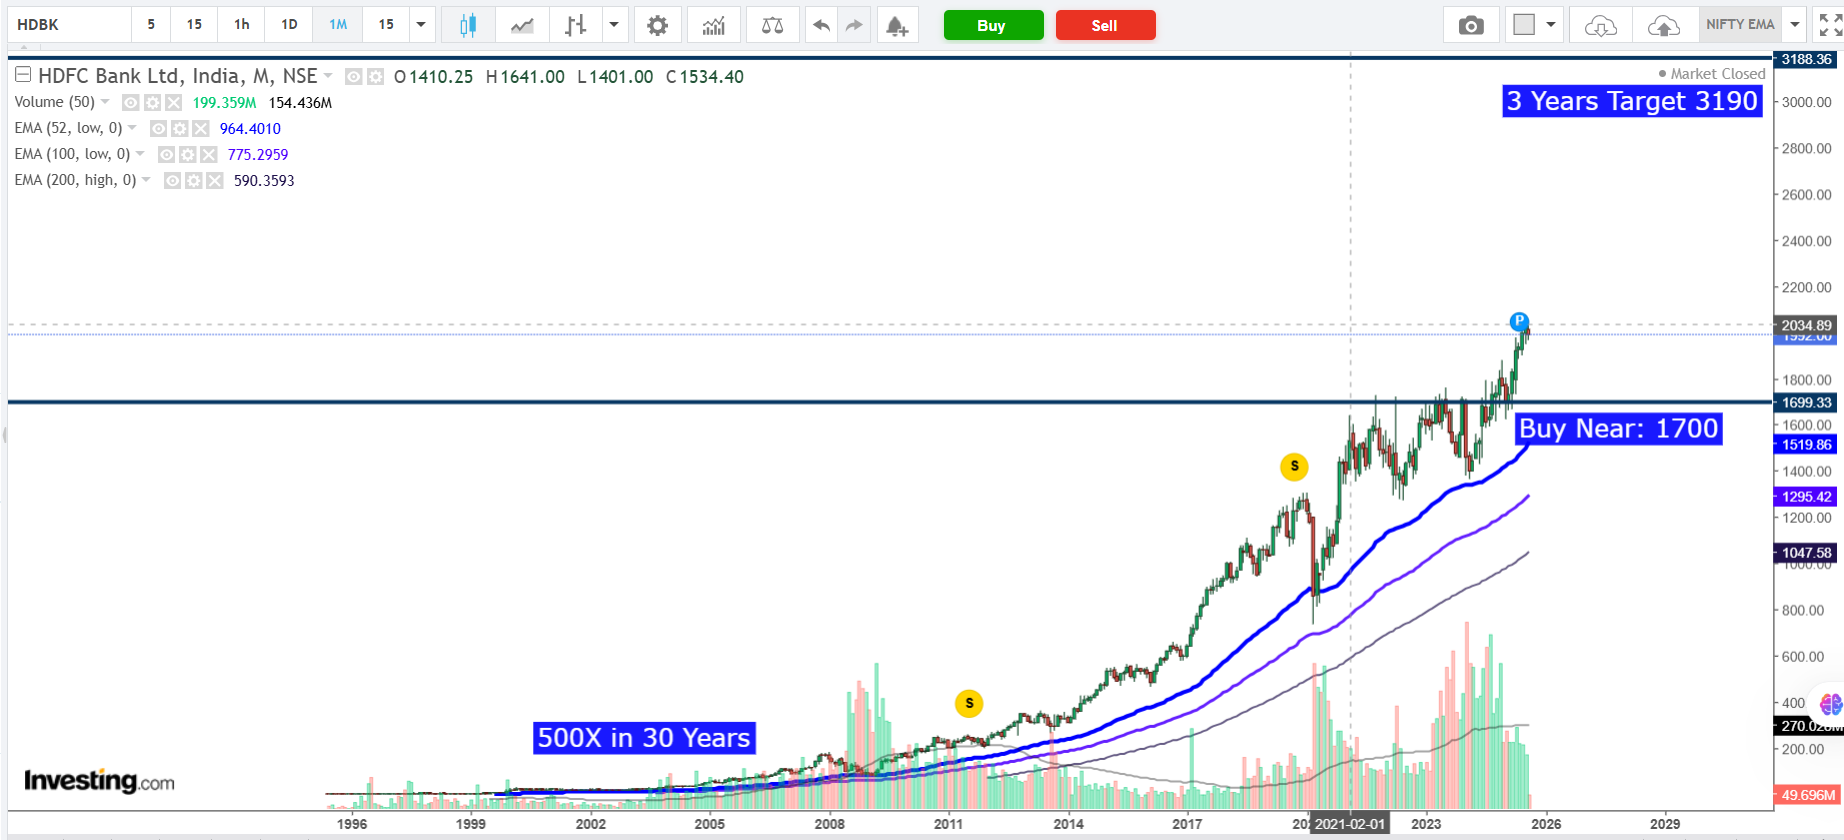 HDBK 5 15 1h 1D 1M 15 Buy Sell NIFTY EMA
3188.36
HDFC Bank Ltd, India, M, NSE O 1410.25 H 1641.00 L 1401.00 C 1534.40
Market Closed
Volume (50) 199.359M 154.436M
3 Years Target 3190
3000.00
EMA (52, low, 0) 964.4010
EMA (100, low, 0) 775.2959
2800.00
EMA (200, high, 0) 590.3593
2600.00
2400.00
2200.00
P
2034.89
1992.00
1800.00
1699.33
Buy Near: 1700
1600.00
1519.86
S
1400.00
1295.42
1200.00
1047.58
1000.00
800.00
600.00
S
400
270.028M
500X in 30 Years
200.00
Investing.com
49.696M
1996 1999 2002 2005 2008 2011 2014 2017 2021-02-01 2023 2026 2029